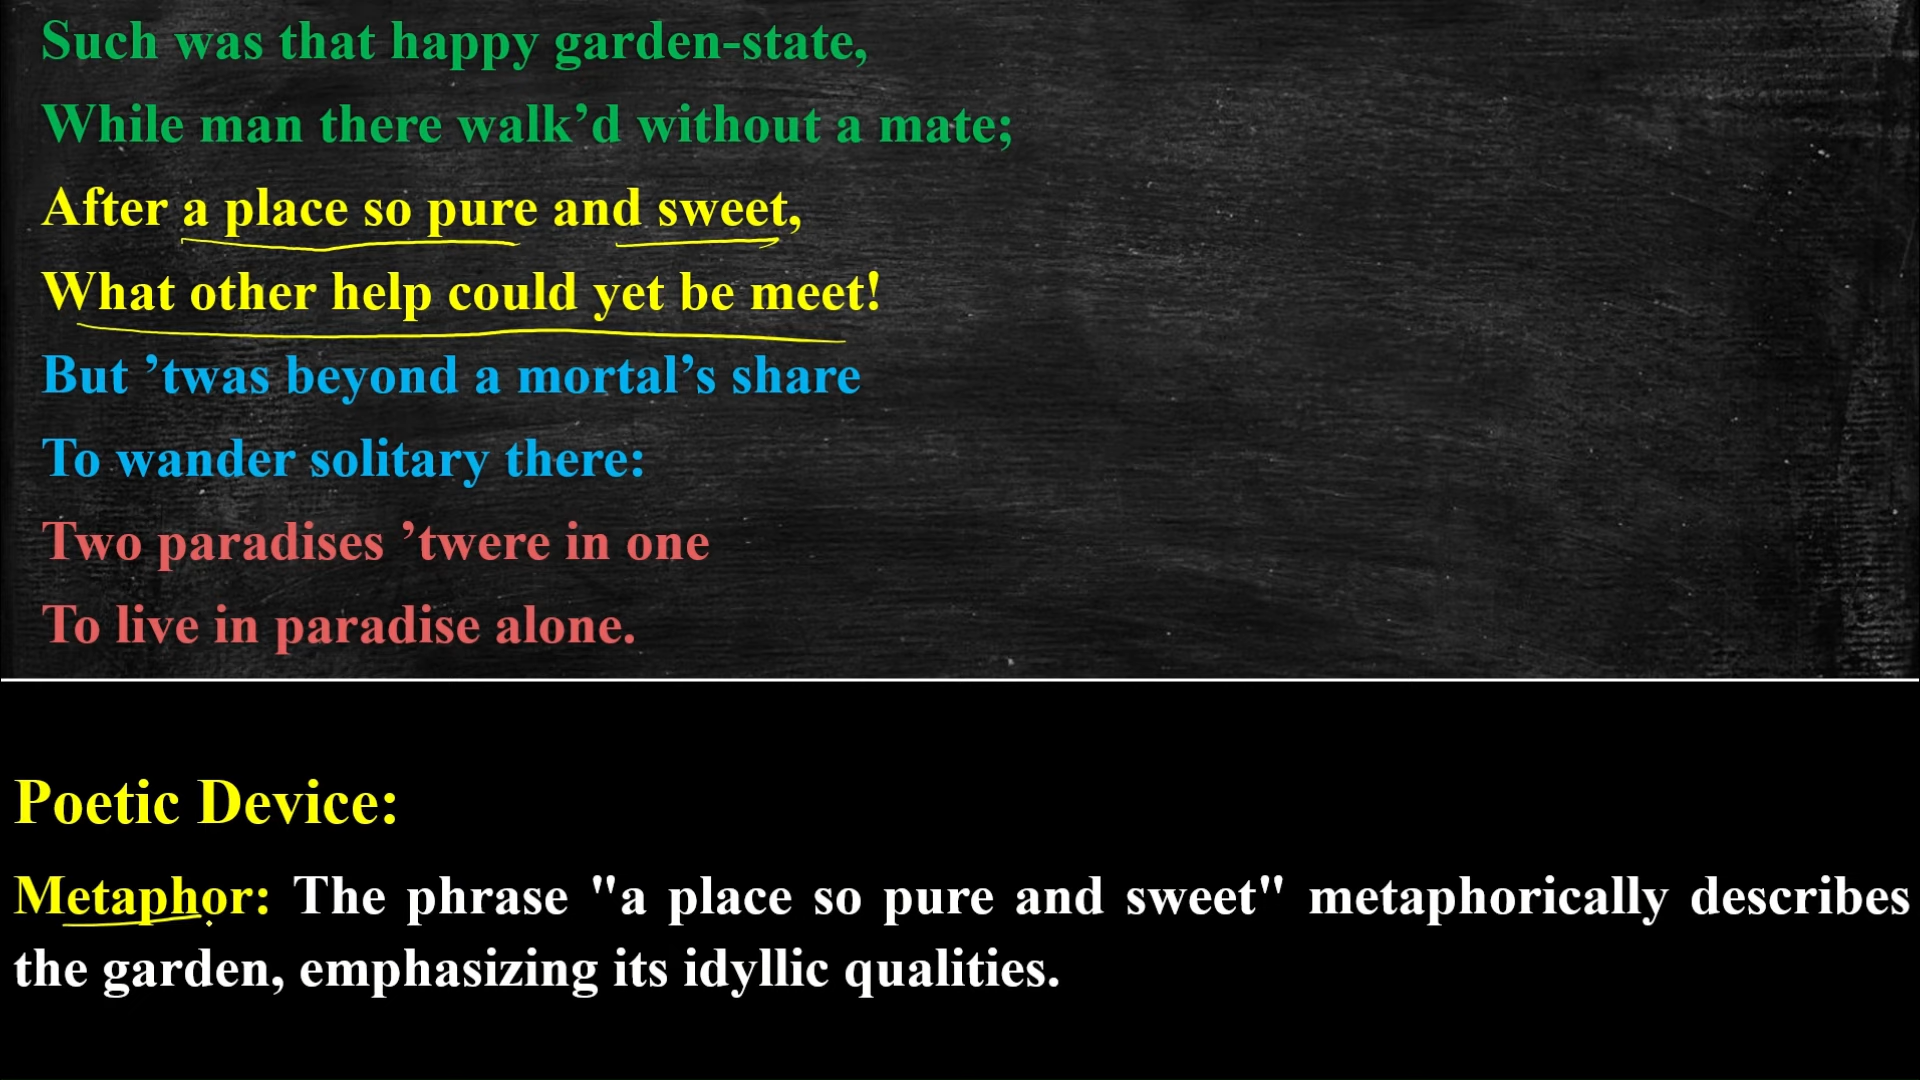 Such was that happy garden-state,
While man there walk’d without a mate;
After a place so pure and sweet,
What other help could yet be meet!
But ’twas beyond a mortal’s share
To wander solitary there:
Two paradises ’twere in one
To live in paradise alone.
Poetic Device:
Metaphor: The phrase "a place so pure and sweet" metaphorically describes
the garden, emphasizing its idyllic qualities.